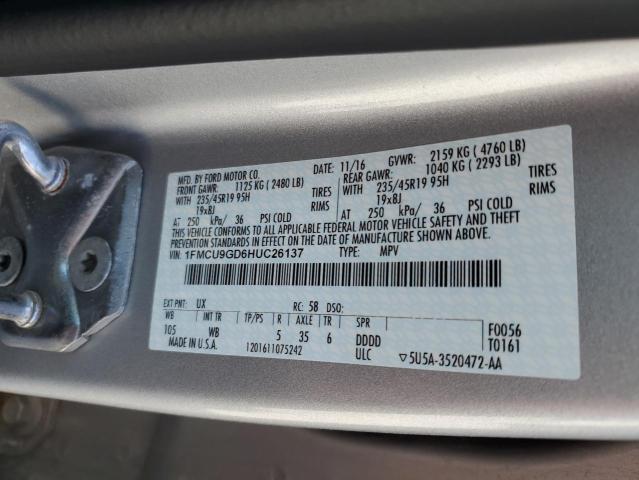 MFD. BY FORD MOTOR CO.
DATE: 11/16 GVWR: 2159 KG ( 4760 LB)
FRONT GAWR: 1125 KG ( 2480 LB) REAR GAWR: 1040 KG ( 2293 LB)
WITH 235/45R19 95H TIRES WITH 235/45R19 95H TIRES
19x8J RIMS 19x8J RIMS
AT 250 kPa/ 36 PSI COLD AT 250 kPa/ 36 PSI COLD
THIS VEHICLE CONFORMS TO ALL APPLICABLE FEDERAL MOTOR VEHICLE SAFETY AND THEFT
PREVENTION STANDARDS IN EFFECT ON THE DATE OF MANUFACTURE SHOWN ABOVE.
VIN: 1FMCU9GD6HUC26137 TYPE: MPV
EXT PNT: UX RC: 58 DSO:
WB WB TP/PS R AXLE TR SPR F0056
105 5 35 6 DDDD T0161
MADE IN U.S.A. 1201611075242 ULC ▽5U5A-3520472-AA